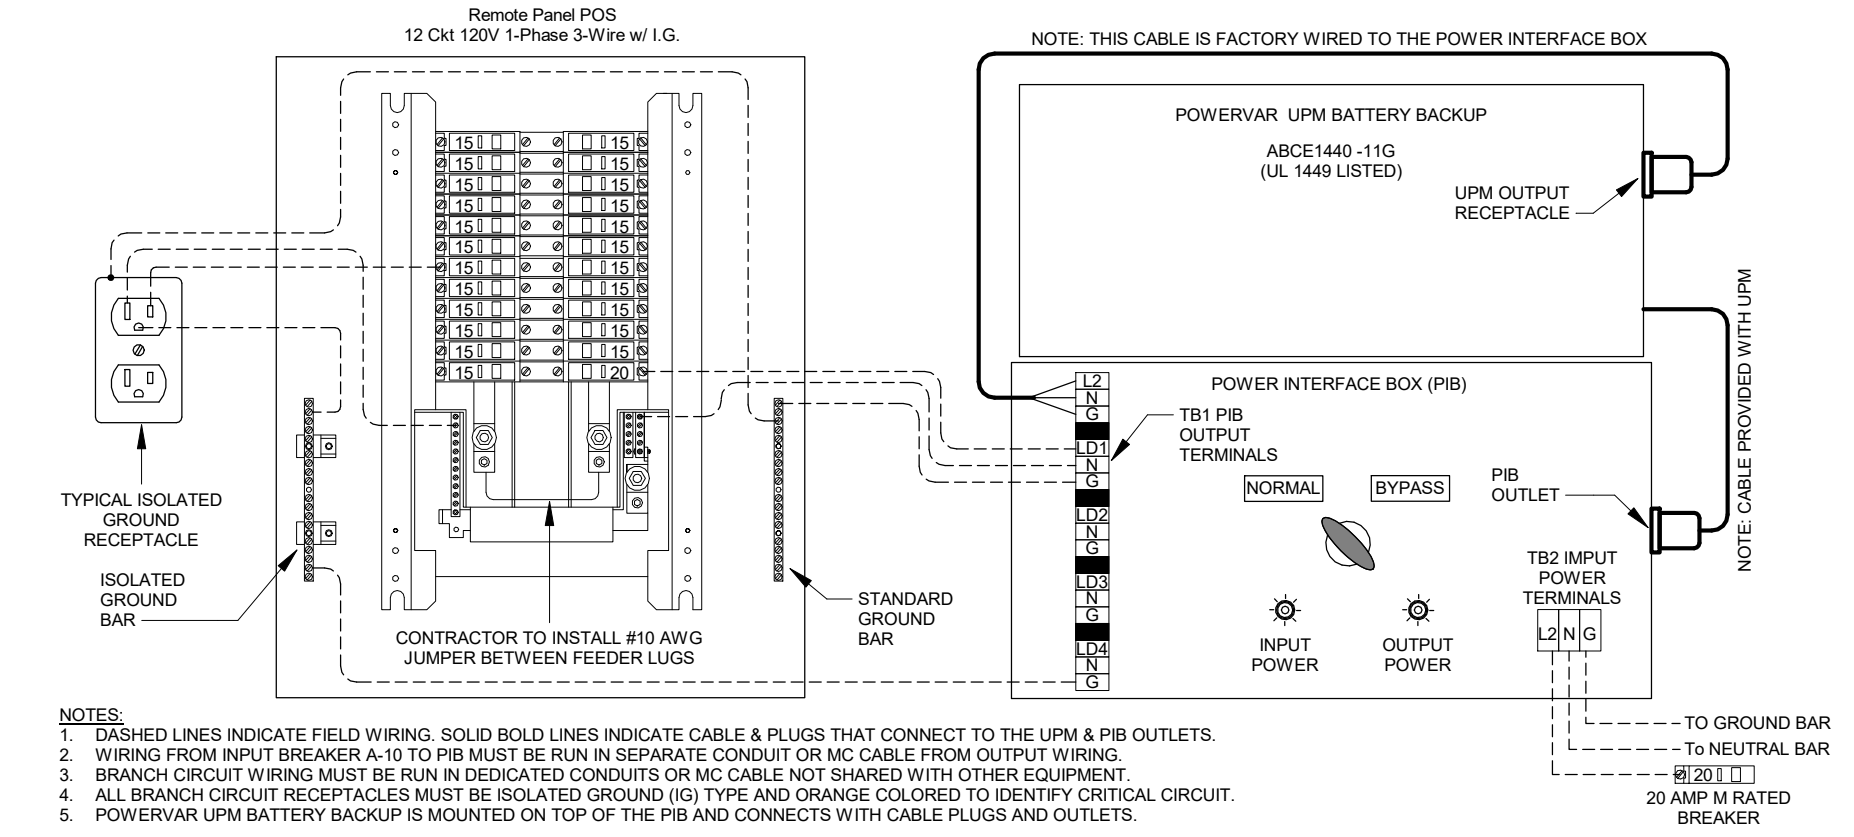 Remote Panel POS
12 Ckt 120V 1-Phase 3-Wire w/ I.G.
NOTE: THIS CABLE IS FACTORY WIRED TO THE POWER INTERFACE BOX
POWERVAR UPM BATTERY BACKUP
ABCE1440 -11G
(UL 1449 LISTED)
UPM OUTPUT
RECEPTACLE
NOTE: CABLE PROVIDED WITH UPM
15 15
15 15
15 15
15 15
15 15
15 15
15 15
15 15
15 15
15 15
15 15
15 20
TYPICAL ISOLATED
GROUND
RECEPTACLE
ISOLATED
GROUND
BAR
CONTRACTOR TO INSTALL #10 AWG
JUMPER BETWEEN FEEDER LUGS
STANDARD
GROUND
BAR
POWER INTERFACE BOX (PIB)
L2
N
G
LD1
N
G
LD2
N
G
LD3
N
G
LD4
N
G
TB1 PIB
OUTPUT
TERMINALS
NORMAL
BYPASS
PIB
OUTLET
INPUT
POWER
OUTPUT
POWER
TB2 IMPUT
POWER
TERMINALS
L2 N G
TO GROUND BAR
To NEUTRAL BAR
20
20 AMP M RATED
BREAKER
NOTES:
1. DASHED LINES INDICATE FIELD WIRING. SOLID BOLD LINES INDICATE CABLE & PLUGS THAT CONNECT TO THE UPM & PIB OUTLETS.
2. WIRING FROM INPUT BREAKER A-10 TO PIB MUST BE RUN IN SEPARATE CONDUIT OR MC CABLE FROM OUTPUT WIRING.
3. BRANCH CIRCUIT WIRING MUST BE RUN IN DEDICATED CONDUITS OR MC CABLE NOT SHARED WITH OTHER EQUIPMENT.
4. ALL BRANCH CIRCUIT RECEPTACLES MUST BE ISOLATED GROUND (IG) TYPE AND ORANGE COLORED TO IDENTIFY CRITICAL CIRCUIT.
5. POWERVAR UPM BATTERY BACKUP IS MOUNTED ON TOP OF THE PIB AND CONNECTS WITH CABLE PLUGS AND OUTLETS.